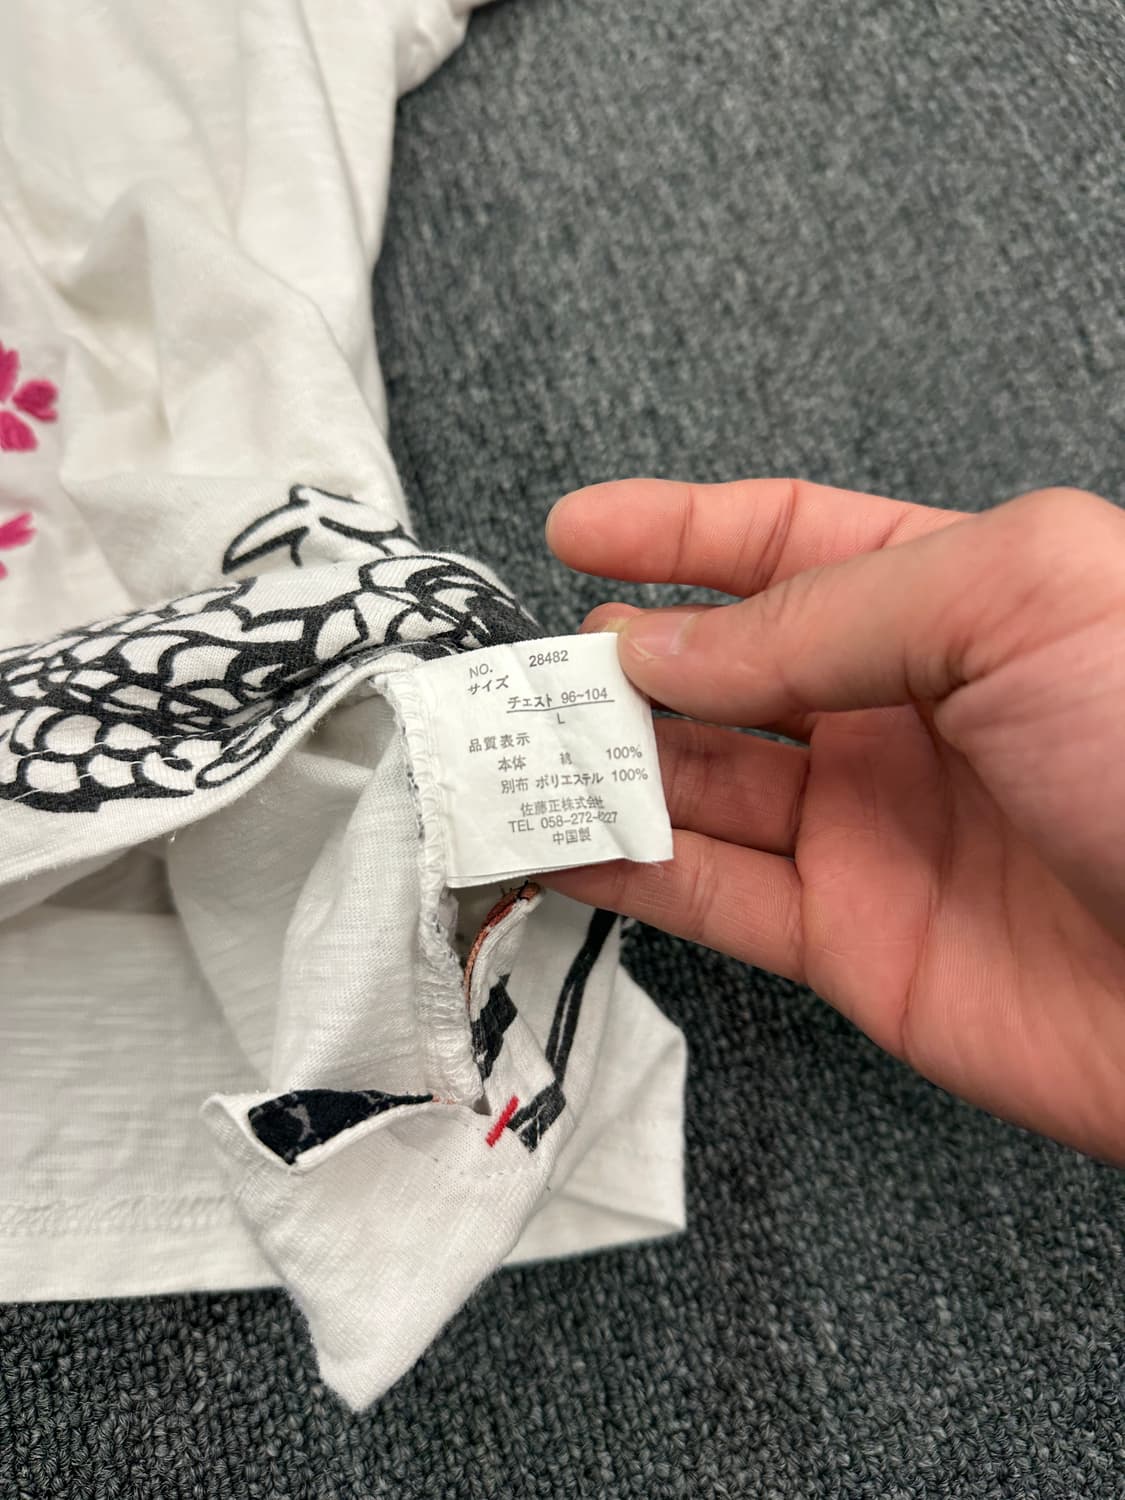 NO. 28482
サイズ
チェスト 96~104
L
品質表示
本体 綿 100%
別布 ポリエステル 100%
佐藤正株式会社
TEL 058-272-
中国製